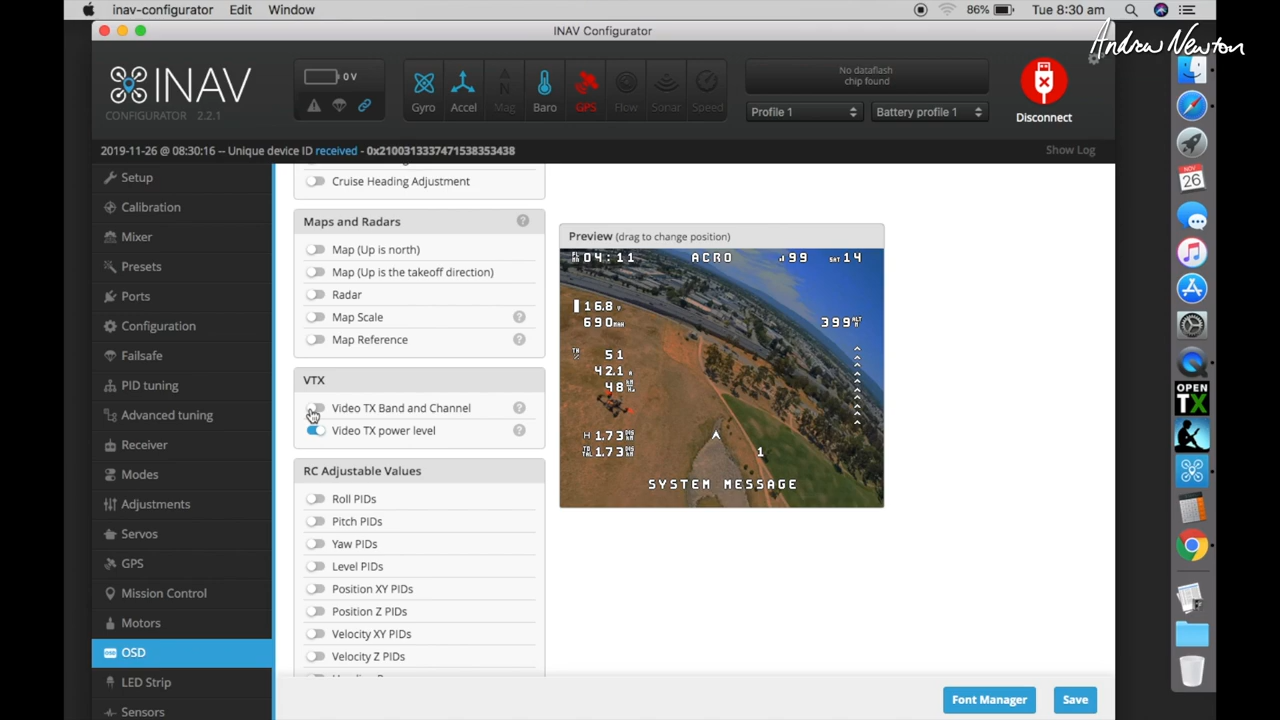 inav-configurator Edit Window 86% Tue 8:30 am
Andrew Newton
INAV Configurator
INAV
CONFIGURATOR 2.2.1
0 V
Gyro Accel Mag Baro GPS Flow Sonar Speed
No dataflash
chip found
Profile 1 Battery profile 1
Disconnect
2019-11-26 @ 08:30:16 -- Unique device ID received - 0x2100313337471538353438 Show Log
Setup
Calibration
Mixer
Presets
Ports
Configuration
Failsafe
PID tuning
Advanced tuning
Receiver
Modes
Adjustments
Servos
GPS
Mission Control
Motors
OSD
LED Strip
Sensors
Cruise Heading Adjustment
Maps and Radars
Map (Up is north)
Map (Up is the takeoff direction)
Radar
Map Scale
Map Reference
VTX
Video TX Band and Channel
Video TX power level
RC Adjustable Values
Roll PIDs
Pitch PIDs
Yaw PIDs
Level PIDs
Position XY PIDs
Position Z PIDs
Velocity XY PIDs
Velocity Z PIDs
Preview (drag to change position)
04:11 ACRO 99 SAT 14
16.8 V
690 MAH
399 ALT M
51
42.1 A
48
H 1.73
1.73
1
SYSTEM MESSAGE
Font Manager Save
NOV
26
OPEN
TX